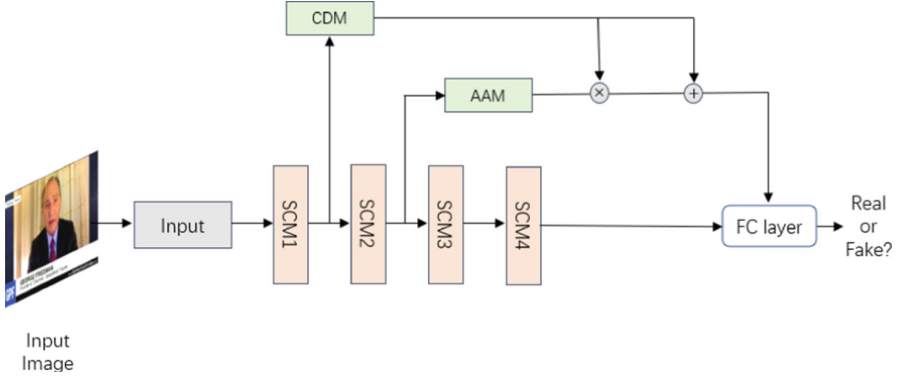 CDM
AAM
Input
SCM1
SCM2
SCM3
SCM4
FC layer
Real
or
Fake?
Input
Image